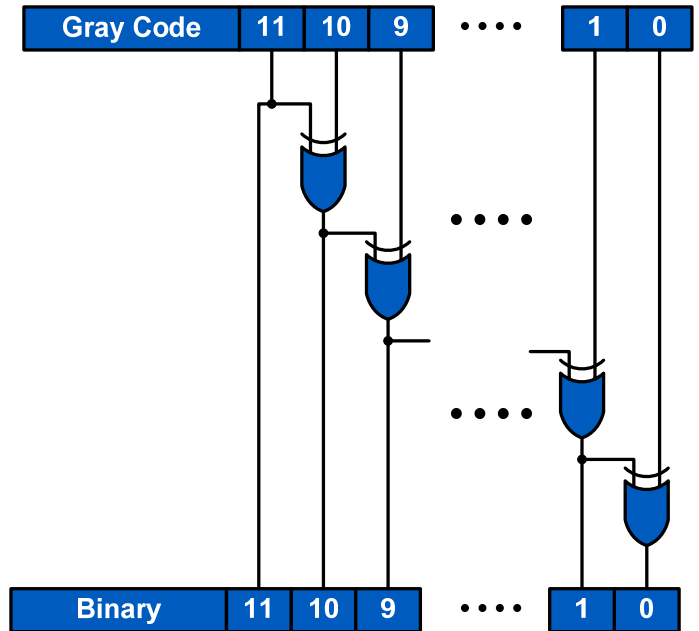 Gray Code 11 10 9 •••• 1 0
Binary 11 10 9 •••• 1 0